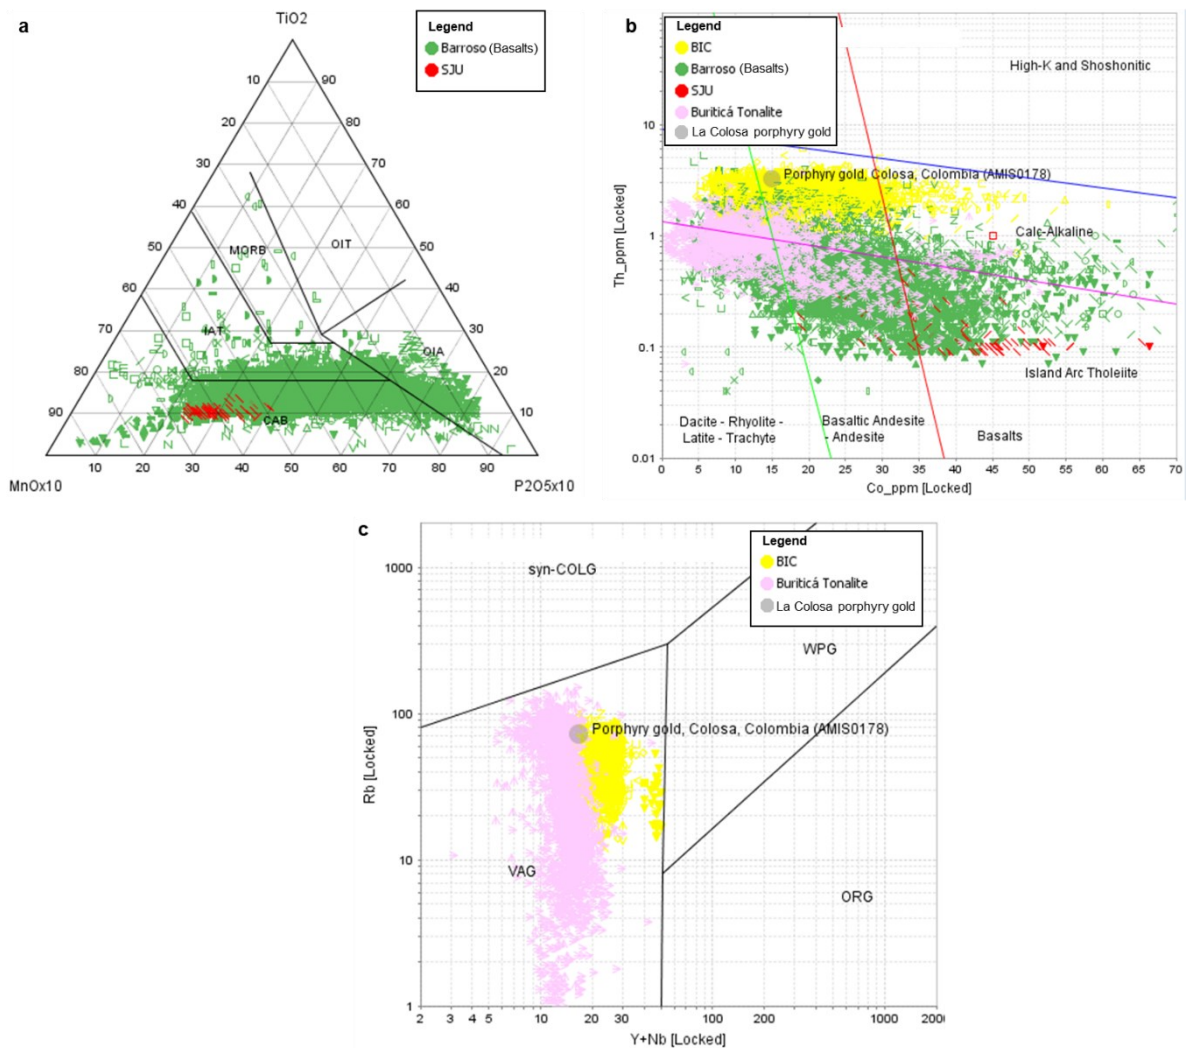 a
TiO2
Legend
Barroso (Basalts)
SJU
10
20
30
40
50
60
70
80
90
90
80
70
60
50
40
30
20
10
MORB
OIT
IAT
OIA
CAB
10
20
30
40
50
60
70
80
90
MnOx10
P2O5x10
b
Legend
BIC
Barroso (Basalts)
SJU
Buriticá Tonalite
La Colosa porphyry gold
High-K and Shoshonitic
Porphyry gold, Colosa, Colombia (AMIS0178)
Calc-Alkaline
Island Arc Tholeiite
Dacite - Rhyolite -
Latite - Trachyte
Basaltic Andesite
- Andesite
Basalts
Th_ppm [Locked]
10
1
0.1
0.01
0
5
10
15
20
25
30
35
40
45
50
55
60
65
70
Co_ppm [Locked]
c
Legend
BIC
Buriticá Tonalite
La Colosa porphyry gold
syn-COLG
WPG
Porphyry gold, Colosa, Colombia (AMIS0178)
VAG
ORG
Rb [Locked]
1000
100
10
1
2
3
4
5
10
20
30
100
200
1000
200
Y+Nb [Locked]